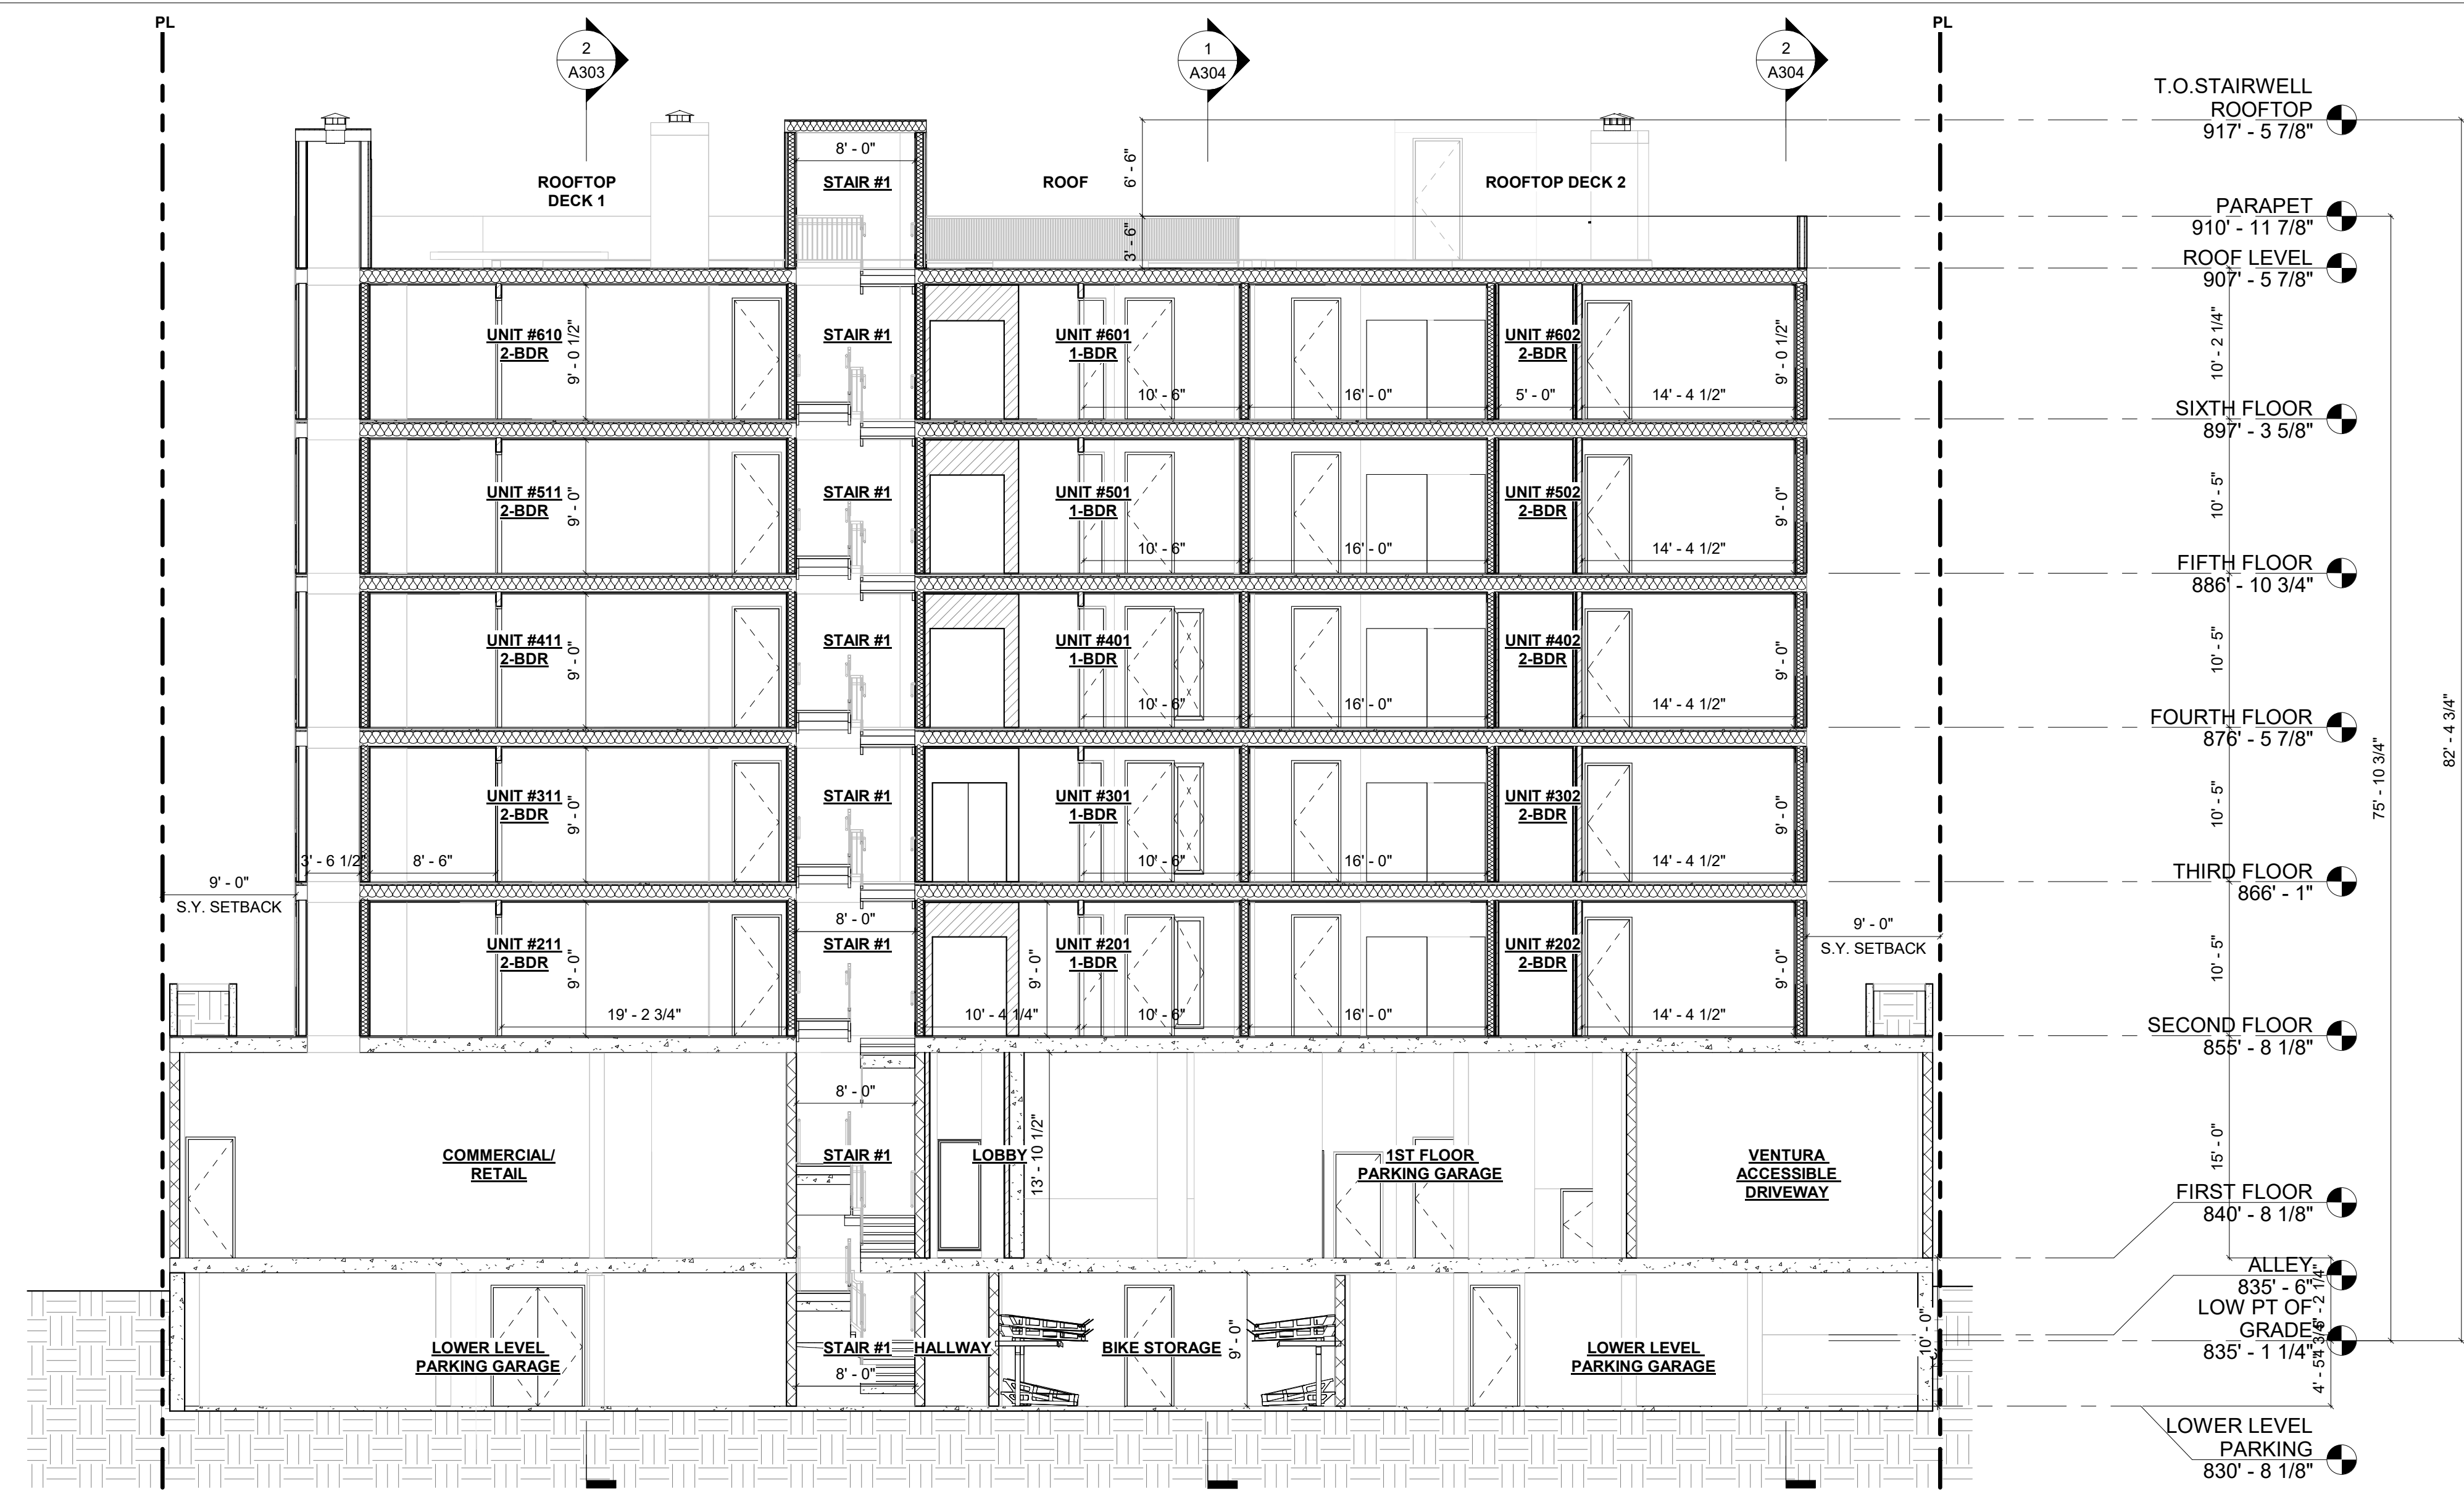 PL
2
A303
1
A304
2
A304
PL
T.O.STAIRWELL
ROOFTOP
917' - 5 7/8"
8' - 0"
6' - 6"
ROOFTOP
DECK 1
STAIR #1
ROOF
ROOFTOP DECK 2
PARAPET
910' - 11 7/8"
3' - 6"
ROOF LEVEL
907' - 5 7/8"
UNIT #610
2-BDR
9' - 0 1/2"
STAIR #1
UNIT #601
1-BDR
UNIT #602
2-BDR
9' - 0 1/2"
10' - 2 1/4"
10' - 6"
16' - 0"
5' - 0"
14' - 4 1/2"
SIXTH FLOOR
897' - 3 5/8"
UNIT #511
2-BDR
9' - 0"
STAIR #1
UNIT #501
1-BDR
UNIT #502
2-BDR
9' - 0"
10' - 5"
10' - 6"
16' - 0"
14' - 4 1/2"
FIFTH FLOOR
886' - 10 3/4"
UNIT #411
2-BDR
9' - 0"
STAIR #1
UNIT #401
1-BDR
UNIT #402
2-BDR
9' - 0"
10' - 5"
10' - 6"
16' - 0"
14' - 4 1/2"
FOURTH FLOOR
876' - 5 7/8"
82' - 4 3/4"
75' - 10 3/4"
UNIT #311
2-BDR
9' - 0"
STAIR #1
UNIT #301
1-BDR
UNIT #302
2-BDR
9' - 0"
10' - 5"
3' - 6 1/2"
8' - 6"
10' - 6"
16' - 0"
14' - 4 1/2"
THIRD FLOOR
866' - 1"
9' - 0"
S.Y. SETBACK
8' - 0"
9' - 0"
S.Y. SETBACK
UNIT #211
2-BDR
9' - 0"
STAIR #1
9' - 0"
UNIT #201
1-BDR
UNIT #202
2-BDR
9' - 0"
10' - 5"
19' - 2 3/4"
10' - 4 1/4"
10' - 6"
16' - 0"
14' - 4 1/2"
SECOND FLOOR
855' - 8 1/8"
8' - 0"
COMMERCIAL/
RETAIL
STAIR #1
LOBBY
13' - 10 1/2"
1ST FLOOR
PARKING GARAGE
VENTURA
ACCESSIBLE
DRIVEWAY
15' - 0"
FIRST FLOOR
840' - 8 1/8"
ALLEY
835' - 6"
LOW PT OF
GRADE
835' - 1 1/4"
LOWER LEVEL
PARKING GARAGE
STAIR #1
HALLWAY
BIKE STORAGE
9' - 0"
LOWER LEVEL
PARKING GARAGE
10' - 0"
8' - 0"
LOWER LEVEL
PARKING
830' - 8 1/8"